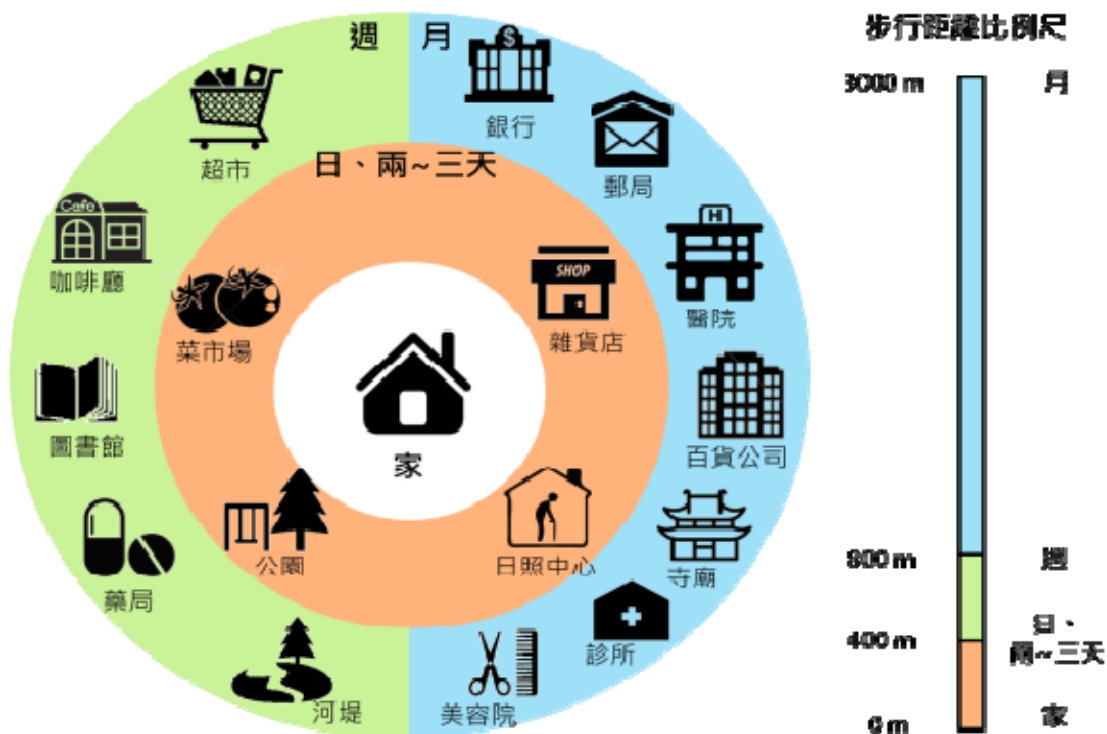 週 月
步行距離比例尺
銀行
超市
郵局
日、兩~三天
Cafe
咖啡廳
H
醫院
SHOP
雜貨店
菜市場
圖書館
家
百貨公司
公園
日照中心
寺廟
藥局
診所
河堤
美容院
3000 m 月
800 m 週
400 m 日、
兩~三天
0 m 家